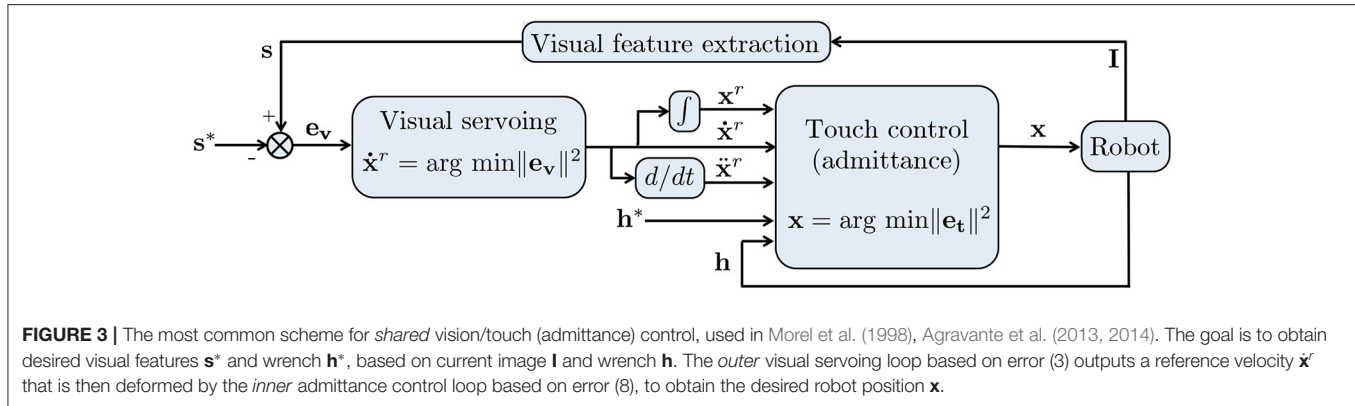 Visual feature extraction
s
I
+
s* - e_v
Visual servoing
ẋ^r = arg min‖e_v‖²
∫ x^r
ẋ^r
d/dt ẍ^r
h*
h
Touch control
(admittance)
x = arg min‖e_t‖²
x
Robot
FIGURE 3 | The most common scheme for shared vision/touch (admittance) control, used in Morel et al. (1998), Agravante et al. (2013, 2014). The goal is to obtain
desired visual features s* and wrench h*, based on current image I and wrench h. The outer visual servoing loop based on error (3) outputs a reference velocity ẋ^r
that is then deformed by the inner admittance control loop based on error (8), to obtain the desired robot position x.